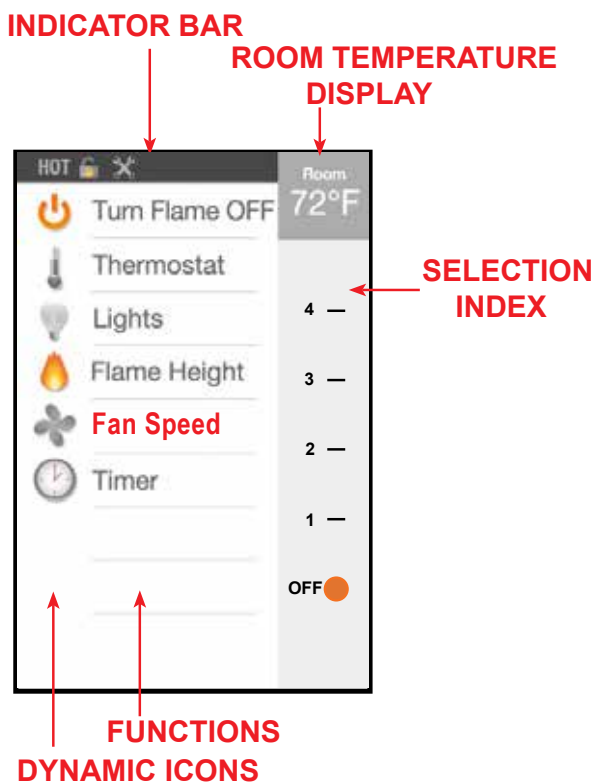 INDICATOR BAR
ROOM TEMPERATURE
DISPLAY
HOT
Room
72°F
Turn Flame OFF
Thermostat
Lights
Flame Height
Fan Speed
Timer
SELECTION
INDEX
4
3
2
1
OFF
FUNCTIONS
DYNAMIC ICONS